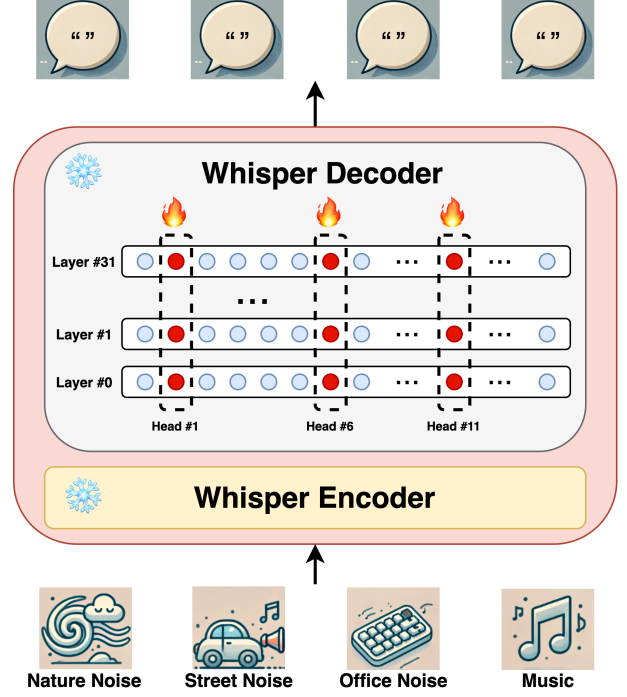 “ ” “ ” “ ” “ ”
Whisper Decoder
Layer #31
...
...
...
Layer #1
...
...
Layer #0
...
...
Head #1 Head #6 Head #11
Whisper Encoder
Nature Noise Street Noise Office Noise Music